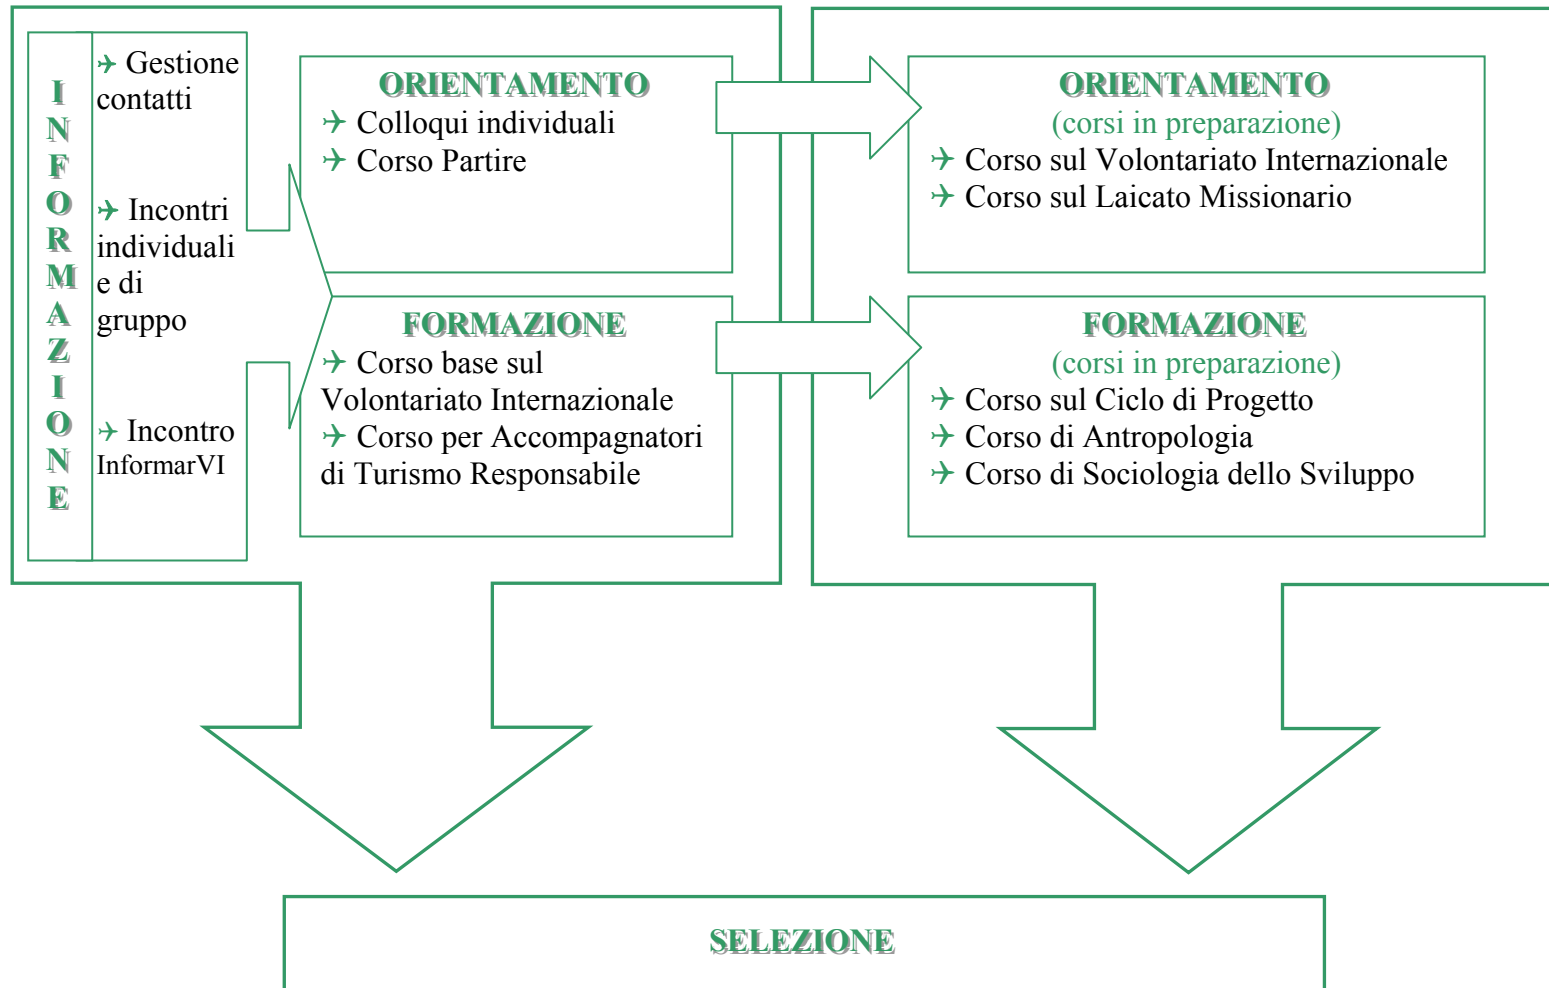 INFORMAZIONE
✈ Gestione
contatti
✈ Incontri
individuali
e di
gruppo
✈ Incontro
InformarVI
ORIENTAMENTO
✈ Colloqui individuali
✈ Corso Partire
FORMAZIONE
✈ Corso base sul
Volontariato Internazionale
✈ Corso per Accompagnatori
di Turismo Responsabile
ORIENTAMENTO
(corsi in preparazione)
✈ Corso sul Volontariato Internazionale
✈ Corso sul Laicato Missionario
FORMAZIONE
(corsi in preparazione)
✈ Corso sul Ciclo di Progetto
✈ Corso di Antropologia
✈ Corso di Sociologia dello Sviluppo
SELEZIONE